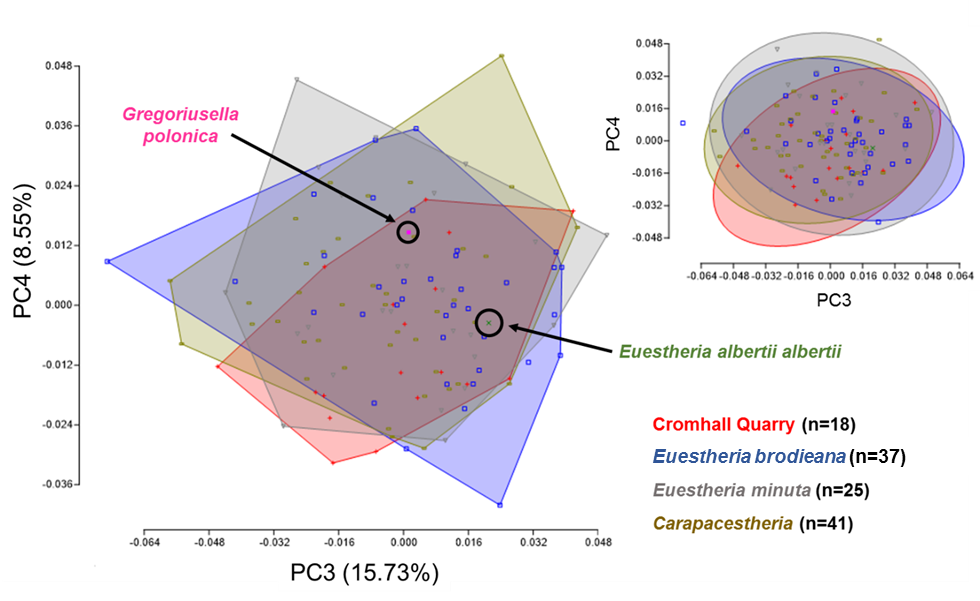 Gregoriusella
polonica
PC4 (8.55%)
0.048
0.036
0.024
0.012
0.000
-0.012
-0.024
-0.036
-0.064 -0.048 -0.032 -0.016 0.000 0.016 0.032 0.048
PC3 (15.73%)
PC4
0.048
0.032
0.016
0.000
-0.016
-0.032
-0.048
-0.064 -0.048 -0.032 -0.016 0.000 0.016 0.032 0.048 0.064
PC3
Euestheria albertii albertii
Cromhall Quarry (n=18)
Euestheria brodieana (n=37)
Euestheria minuta (n=25)
Carapacestheria (n=41)